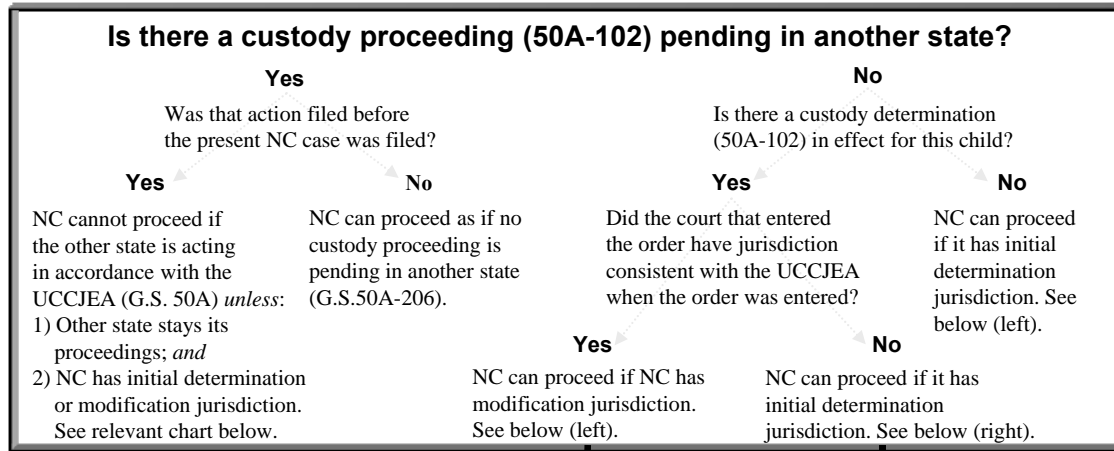 Is there a custody proceeding (50A-102) pending in another state?
Yes
Was that action filed before
the present NC case was filed?
Yes
NC cannot proceed if
the other state is acting
in accordance with the
UCCJEA (G.S. 50A) unless:
1) Other state stays its
proceedings; and
2) NC has initial determination
or modification jurisdiction.
See relevant chart below.
No
NC can proceed as if no
custody proceeding is
pending in another state
(G.S.50A-206).
No
Is there a custody determination
(50A-102) in effect for this child?
Yes
Did the court that entered
the order have jurisdiction
consistent with the UCCJEA
when the order was entered?
Yes
NC can proceed if NC has
modification jurisdiction.
See below (left).
No
NC can proceed if it has
initial determination
jurisdiction. See below (right).
No
NC can proceed
if it has initial
determination
jurisdiction. See
below (left).